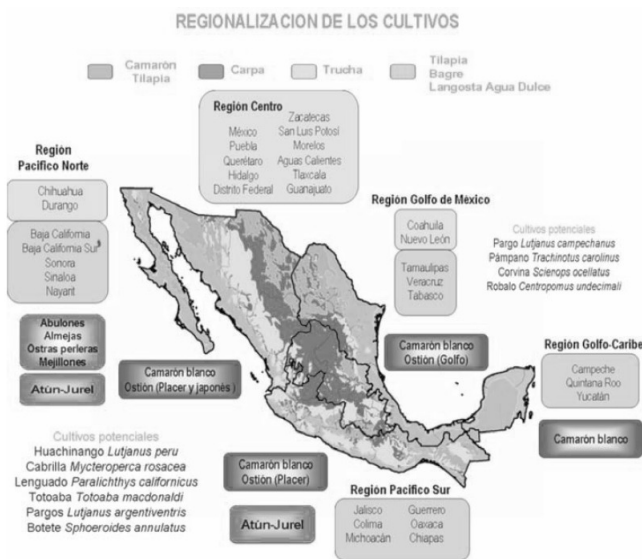 REGIONALIZACION DE LOS CULTIVOS
Camarón
Tilapia
Carpa
Trucha
Tilapia
Bagre
Langosta Agua Dulce
Región Centro
México
Puebla
Querétaro
Hidalgo
Distrito Federal
Zacatecas
San Luis Potosí
Morelos
Aguas Calientes
Tlaxcala
Guanajuato
Región
Pacifico Norte
Chihuahua
Durango
Baja California
Baja California Sur
Sonora
Sinaloa
Nayarit
Abulones
Almejas
Ostras perleras
Mejillones
Atún-Jurel
Camarón blanco
Ostión (Placer y japonés )
Región Golfo de México
Coahuila
Nuevo León
Tamaulipas
Veracruz
Tabasco
Camarón blanco
Ostión (Golfo)
Cultivos potenciales
Pargo Lutjanus campechanus
Pámpano Trachinotus carolinus
Corvina Scienops ocellatus
Robalo Centropomus undecimali
Región Golfo-Caribe
Campeche
Quintana Roo
Yucatán
Camarón blanco
Cultivos potenciales
Huachinango Lutjanus peru
Cabrilla Mycteroperca rosacea
Lenguado Paralichthys californicus
Totoaba Totoaba macdonaldi
Pargos Lutjanus argentiventris
Botete Sphoeroides annulatus
Camarón blanco
Ostión (Placer)
Atún-Jurel
Región Pacifico Sur
Jalisco
Colima
Michoacán
Guerrero
Oaxaca
Chiapas